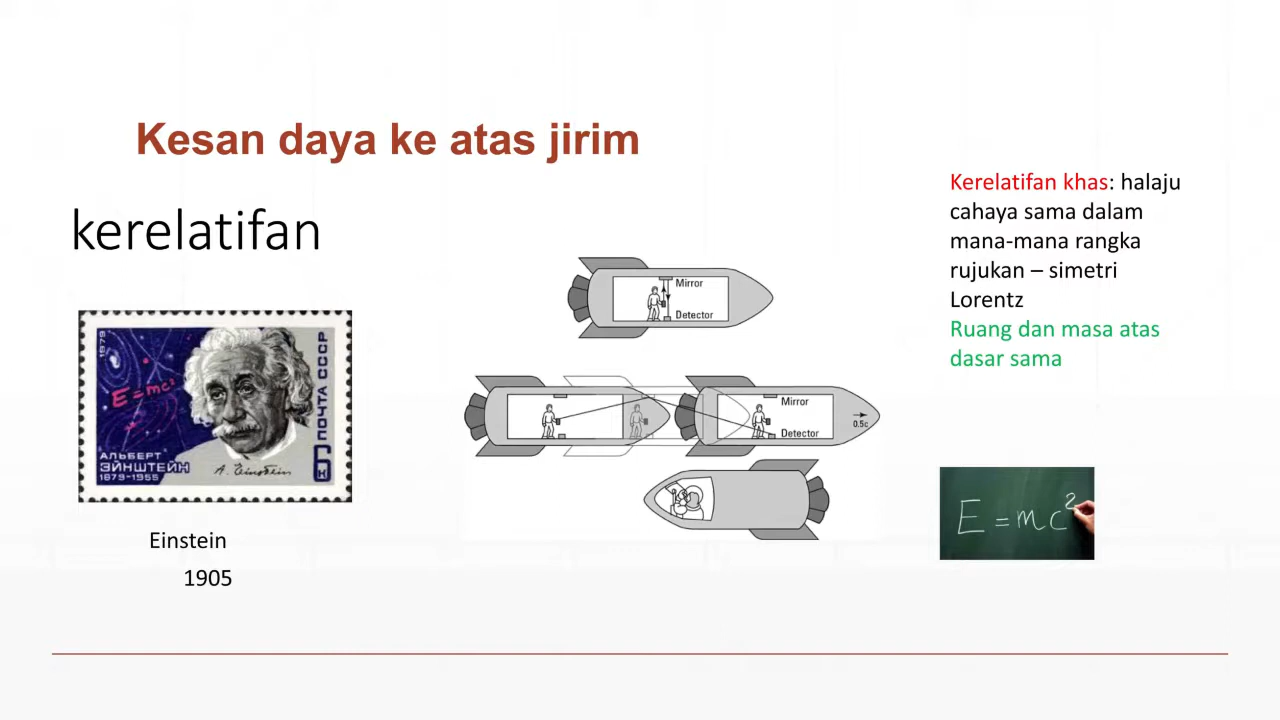 Kesan daya ke atas jirim
kerelatifan
1979
E=mc²
ПОЧТА СССР
6
К
АЛЬБЕРТ
ЭЙНШТЕЙН
1879-1955
A. Einstein
Einstein
1905
Mirror
Detector
Mirror
Detector
0.5c
Kerelatifan khas: halaju
cahaya sama dalam
mana-mana rangka
rujukan – simetri
Lorentz
Ruang dan masa atas
dasar sama
E=mc²